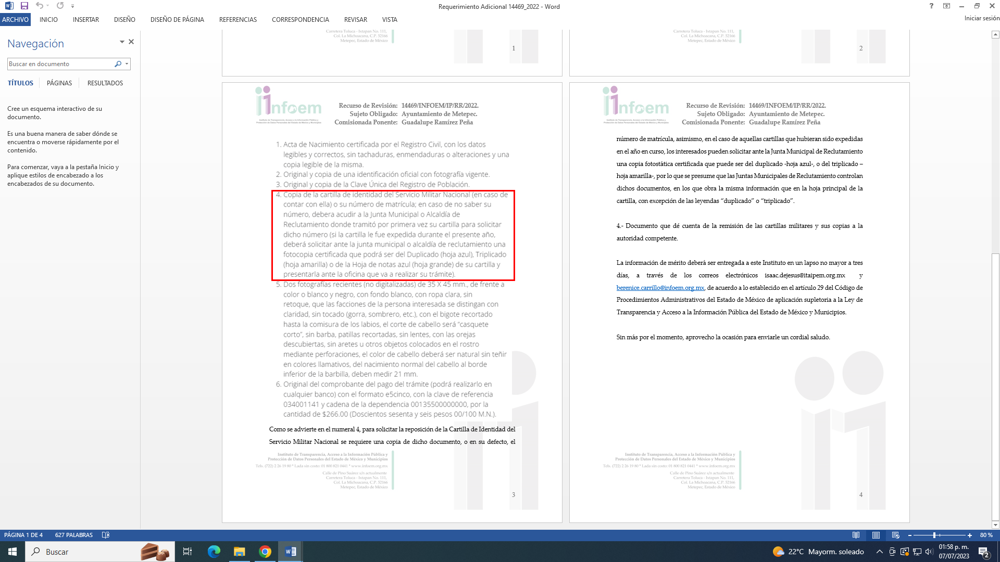 Requerimiento Adicional 14469_2022 - Word
ARCHIVO INICIO INSERTAR DISEÑO DISEÑO DE PÁGINA REFERENCIAS CORRESPONDENCIA REVISAR VISTA
Iniciar sesión
Navegación
Buscar en documento
TÍTULOS PÁGINAS RESULTADOS
Cree un esquema interactivo de su
documento.
Es una buena manera de saber dónde se
encuentra o moverse rápidamente por el
contenido.
Para comenzar, vaya a la pestaña Inicio y
aplique estilos de encabezado a los
encabezados de su documento.
Carretera Toluca - Ixtapan No. 111,
Col. La Michoacana, C.P. 52166
Metepec, Estado de México
1
Carretera Toluca - Ixtapan No. 111,
Col. La Michoacana, C.P. 52166
Metepec, Estado de México
2
infoem
Instituto de Transparencia, Acceso a la Información Pública y
Protección de Datos Personales del Estado de México y Municipios
Recurso de Revisión: 14469/INFOEM/IP/RR/2022.
Sujeto Obligado: Ayuntamiento de Metepec.
Comisionada Ponente: Guadalupe Ramírez Peña
1. Acta de Nacimiento certificada por el Registro Civil, con los datos
legibles y correctos, sin tachaduras, enmendaduras o alteraciones y una
copia legible de la misma.
2. Original y copia de una identificación oficial con fotografía vigente.
3. Original y copia de la Clave Única del Registro de Población.
4. Copia de la cartilla de identidad del Servicio Militar Nacional (en caso de
contar con ella) o su número de matrícula; en caso de no saber su
número, debera acudir a la Junta Municipal o Alcaldía de
Reclutamiento donde tramitó por primera vez su cartilla para solicitar
dicho número (si la cartilla le fue expedida durante el presente año,
deberá solicitar ante la junta municipal o alcaldía de reclutamiento una
fotocopia certificada que podrá ser del Duplicado (hoja azul), Triplicado
(hoja amarilla) o de la Hoja de notas azul (hoja grande) de su cartilla y
presentarla ante la oficina que va a realizar su trámite).
5. Dos fotografías recientes (no digitalizadas) de 35 X 45 mm., de frente a
color o blanco y negro, con fondo blanco, con ropa clara, sin
retoque, que las facciones de la persona interesada se distingan con
claridad, sin tocado (gorra, sombrero, etc.), con el bigote recortado
hasta la comisura de los labios, el corte de cabello será “casquete
corto”, sin barba, patillas recortadas, sin lentes, con las orejas
descubiertas, sin aretes u otros objetos colocados en el rostro
mediante perforaciones, el color de cabello deberá ser natural sin teñir
en colores llamativos, del nacimiento normal del cabello al borde
inferior de la barbilla, deben medir 21 mm.
6. Original del comprobante del pago del trámite (podrá realizarlo en
cualquier banco) con el formato e5cinco, con la clave de referencia
034001141 y cadena de la dependencia 00135500000000, por la
cantidad de $266.00 (Doscientos sesenta y seis pesos 00/100 M.N.).
Como se advierte en el numeral 4, para solicitar la reposición de la Cartilla de Identidad del
Servicio Militar Nacional se requiere una copia de dicho documento, o en su defecto, el
Instituto de Transparencia, Acceso a la Información Pública y
Protección de Datos Personales del Estado de México y Municipios
Tels. (722) 2 26 19 80 * Lada sin costo: 01 800 821 0441 * www.infoem.org.mx
Calle de Pino Suárez s/n actualmente
Carretera Toluca - Ixtapan No. 111,
Col. La Michoacana, C.P. 52166
Metepec, Estado de México
3
infoem
Instituto de Transparencia, Acceso a la Información Pública y
Protección de Datos Personales del Estado de México y Municipios
Recurso de Revisión: 14469/INFOEM/IP/RR/2022.
Sujeto Obligado: Ayuntamiento de Metepec.
Comisionada Ponente: Guadalupe Ramírez Peña
número de matrícula, asimismo, en el caso de aquellas cartillas que hubieran sido expedidas
en el año en curso, los interesados pueden solicitar ante la Junta Municipal de Reclutamiento
una copia fotostática certificada que puede ser del duplicado -hoja azul-, o del triplicado –
hoja amarilla-, por lo que se presume que las Juntas Municipales de Reclutamiento controlan
dichos documentos, en los que obra la misma información que en la hoja principal de la
cartilla, con excepción de las leyendas “duplicado” o “triplicado”.
4.- Documento que dé cuenta de la remisión de las cartillas militares y sus copias a la
autoridad competente.
La información de mérito deberá ser entregada a este Instituto en un lapso no mayor a tres
días, a través de los correos electrónicos isaac.dejesus@itaipem.org.mx y
berenice.carrillo@infoem.org.mx, de acuerdo a lo establecido en el artículo 29 del Código de
Procedimientos Administrativos del Estado de México de aplicación supletoria a la Ley de
Transparencia y Acceso a la Información Pública del Estado de México y Municipios.
Sin más por el momento, aprovecho la ocasión para enviarle un cordial saludo.
Instituto de Transparencia, Acceso a la Información Pública y
Protección de Datos Personales del Estado de México y Municipios
Tels. (722) 2 26 19 80 * Lada sin costo: 01 800 821 0441 * www.infoem.org.mx
Calle de Pino Suárez s/n actualmente
Carretera Toluca - Ixtapan No. 111,
Col. La Michoacana, C.P. 52166
Metepec, Estado de México
4
PÁGINA 1 DE 4 627 PALABRAS
80 %
Buscar
22°C Mayorm. soleado
01:58 p. m.
07/07/2023
2